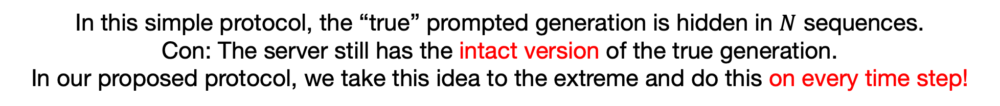 In this simple protocol, the “true” prompted generation is hidden in N sequences.
Con: The server still has the intact version of the true generation.
In our proposed protocol, we take this idea to the extreme and do this on every time step!